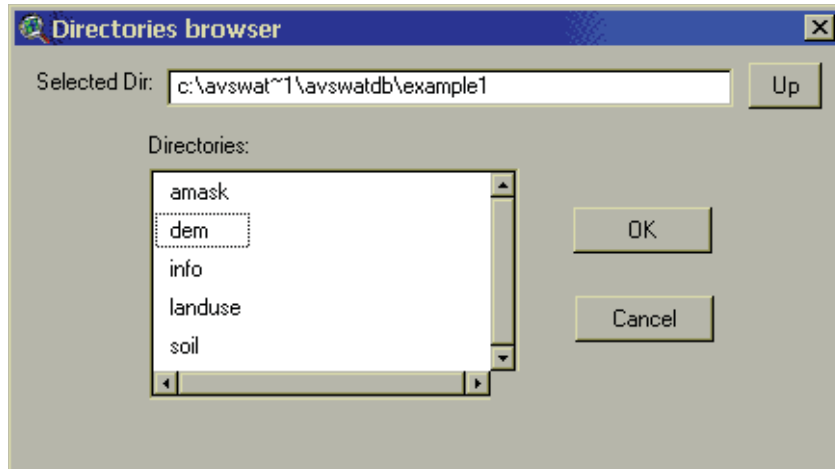 Directories browser
Selected Dir: c:\avswat~1\avswatdb\example1 Up
Directories:
amask
dem
info
landuse
soil
OK
Cancel